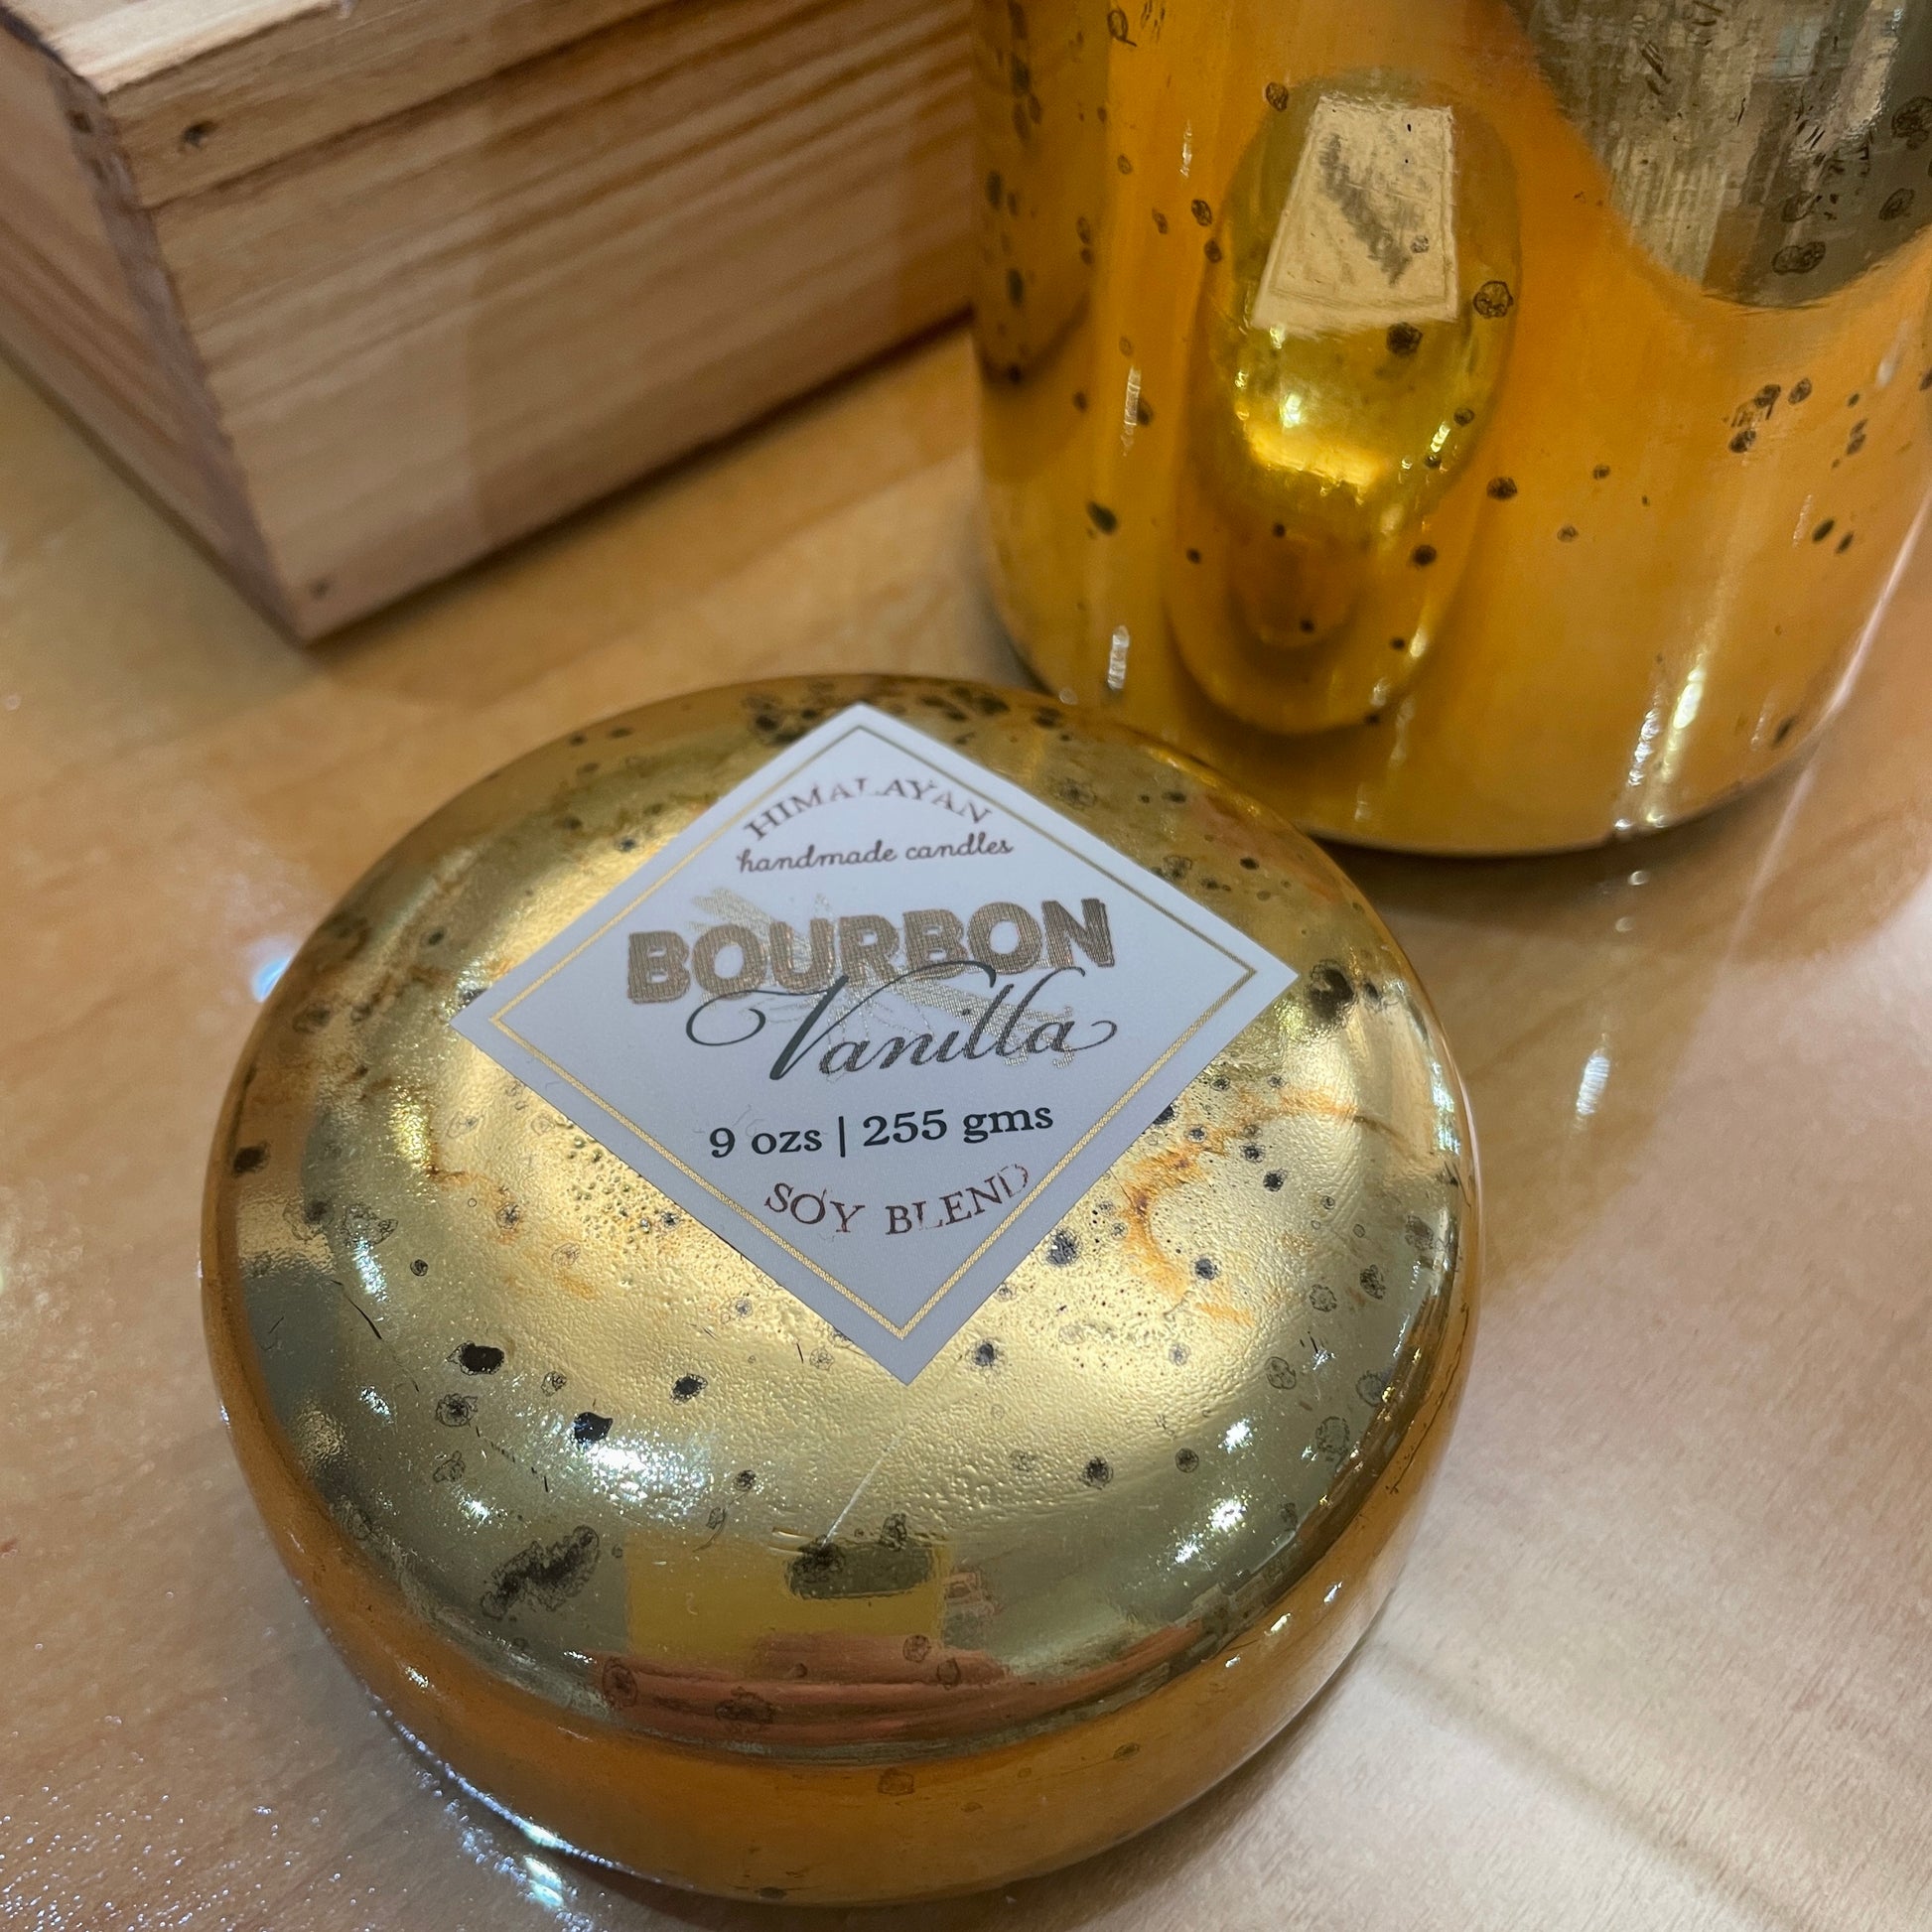 HIMALAYAN
handmade candles
BOURBON
Vanilla
9 ozs | 255 gms
SOY BLEND